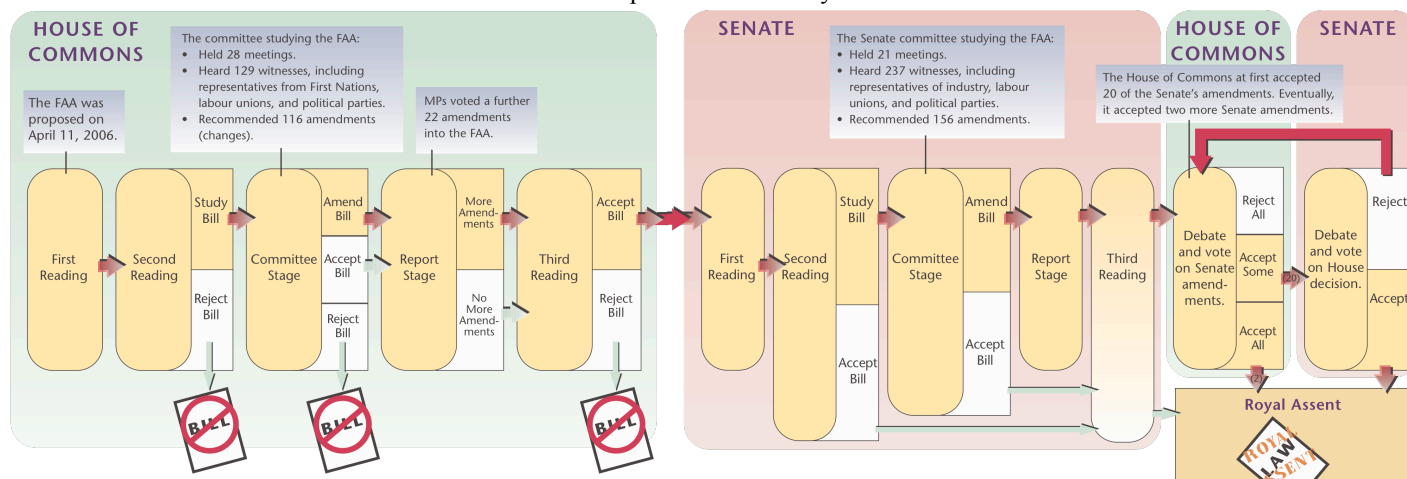 HOUSE OF
COMMONS
The FAA was
proposed on
April 11, 2006.
The committee studying the FAA:
• Held 28 meetings.
• Heard 129 witnesses, including
representatives from First Nations,
labour unions, and political parties.
• Recommended 116 amendments
(changes).
MPs voted a further
22 amendments
into the FAA.
First
Reading
Second
Reading
Study
Bill
Reject
Bill
Committee
Stage
Amend
Bill
Accept
Bill
Reject
Bill
Report
Stage
More
Amend-
ments
No
More
Amend-
ments
Third
Reading
Accept
Bill
Reject
Bill
BILL
BILL
BILL
SENATE
The Senate committee studying the FAA:
• Held 21 meetings.
• Heard 237 witnesses, including
representatives of industry, labour
unions, and political parties.
• Recommended 156 amendments.
First
Reading
Second
Reading
Study
Bill
Accept
Bill
Committee
Stage
Amend
Bill
Accept
Bill
Report
Stage
Third
Reading
HOUSE OF
COMMONS
The House of Commons at first accepted
20 of the Senate's amendments. Eventually,
it accepted two more Senate amendments.
Debate
and vote
on Senate
amend-
ments.
Reject
All
Accept
Some
Accept
All
(20)
(2)
SENATE
Debate
and vote
on House
decision.
Reject
Accept
Royal Assent
ROYAL
LAW